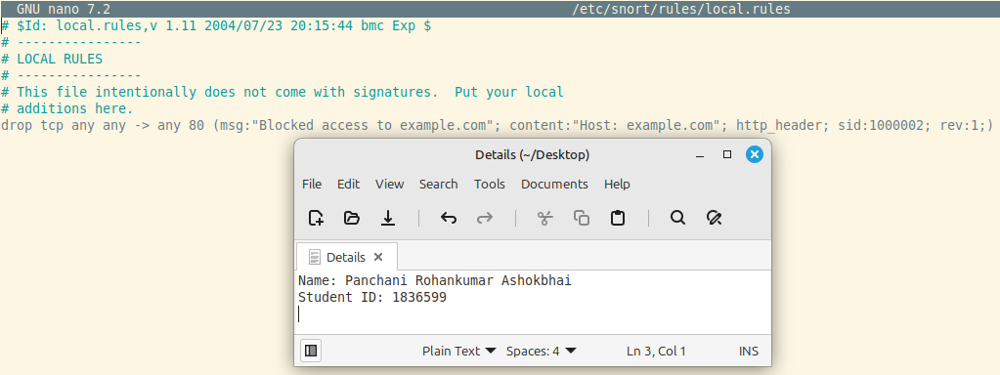 GNU nano 7.2 /etc/snort/rules/local.rules
# $Id: local.rules,v 1.11 2004/07/23 20:15:44 bmc Exp $
# ---------------
# LOCAL RULES
# ---------------
# This file intentionally does not come with signatures.  Put your local
# additions here.
drop tcp any any -> any 80 (msg:"Blocked access to example.com"; content:"Host: example.com"; http_header; sid:1000002; rev:1;)
Details (~/Desktop)
File Edit View Search Tools Documents Help
Details
Name: Panchani Rohankumar Ashokbhai
Student ID: 1836599
Plain Text Spaces: 4 Ln 3, Col 1 INS